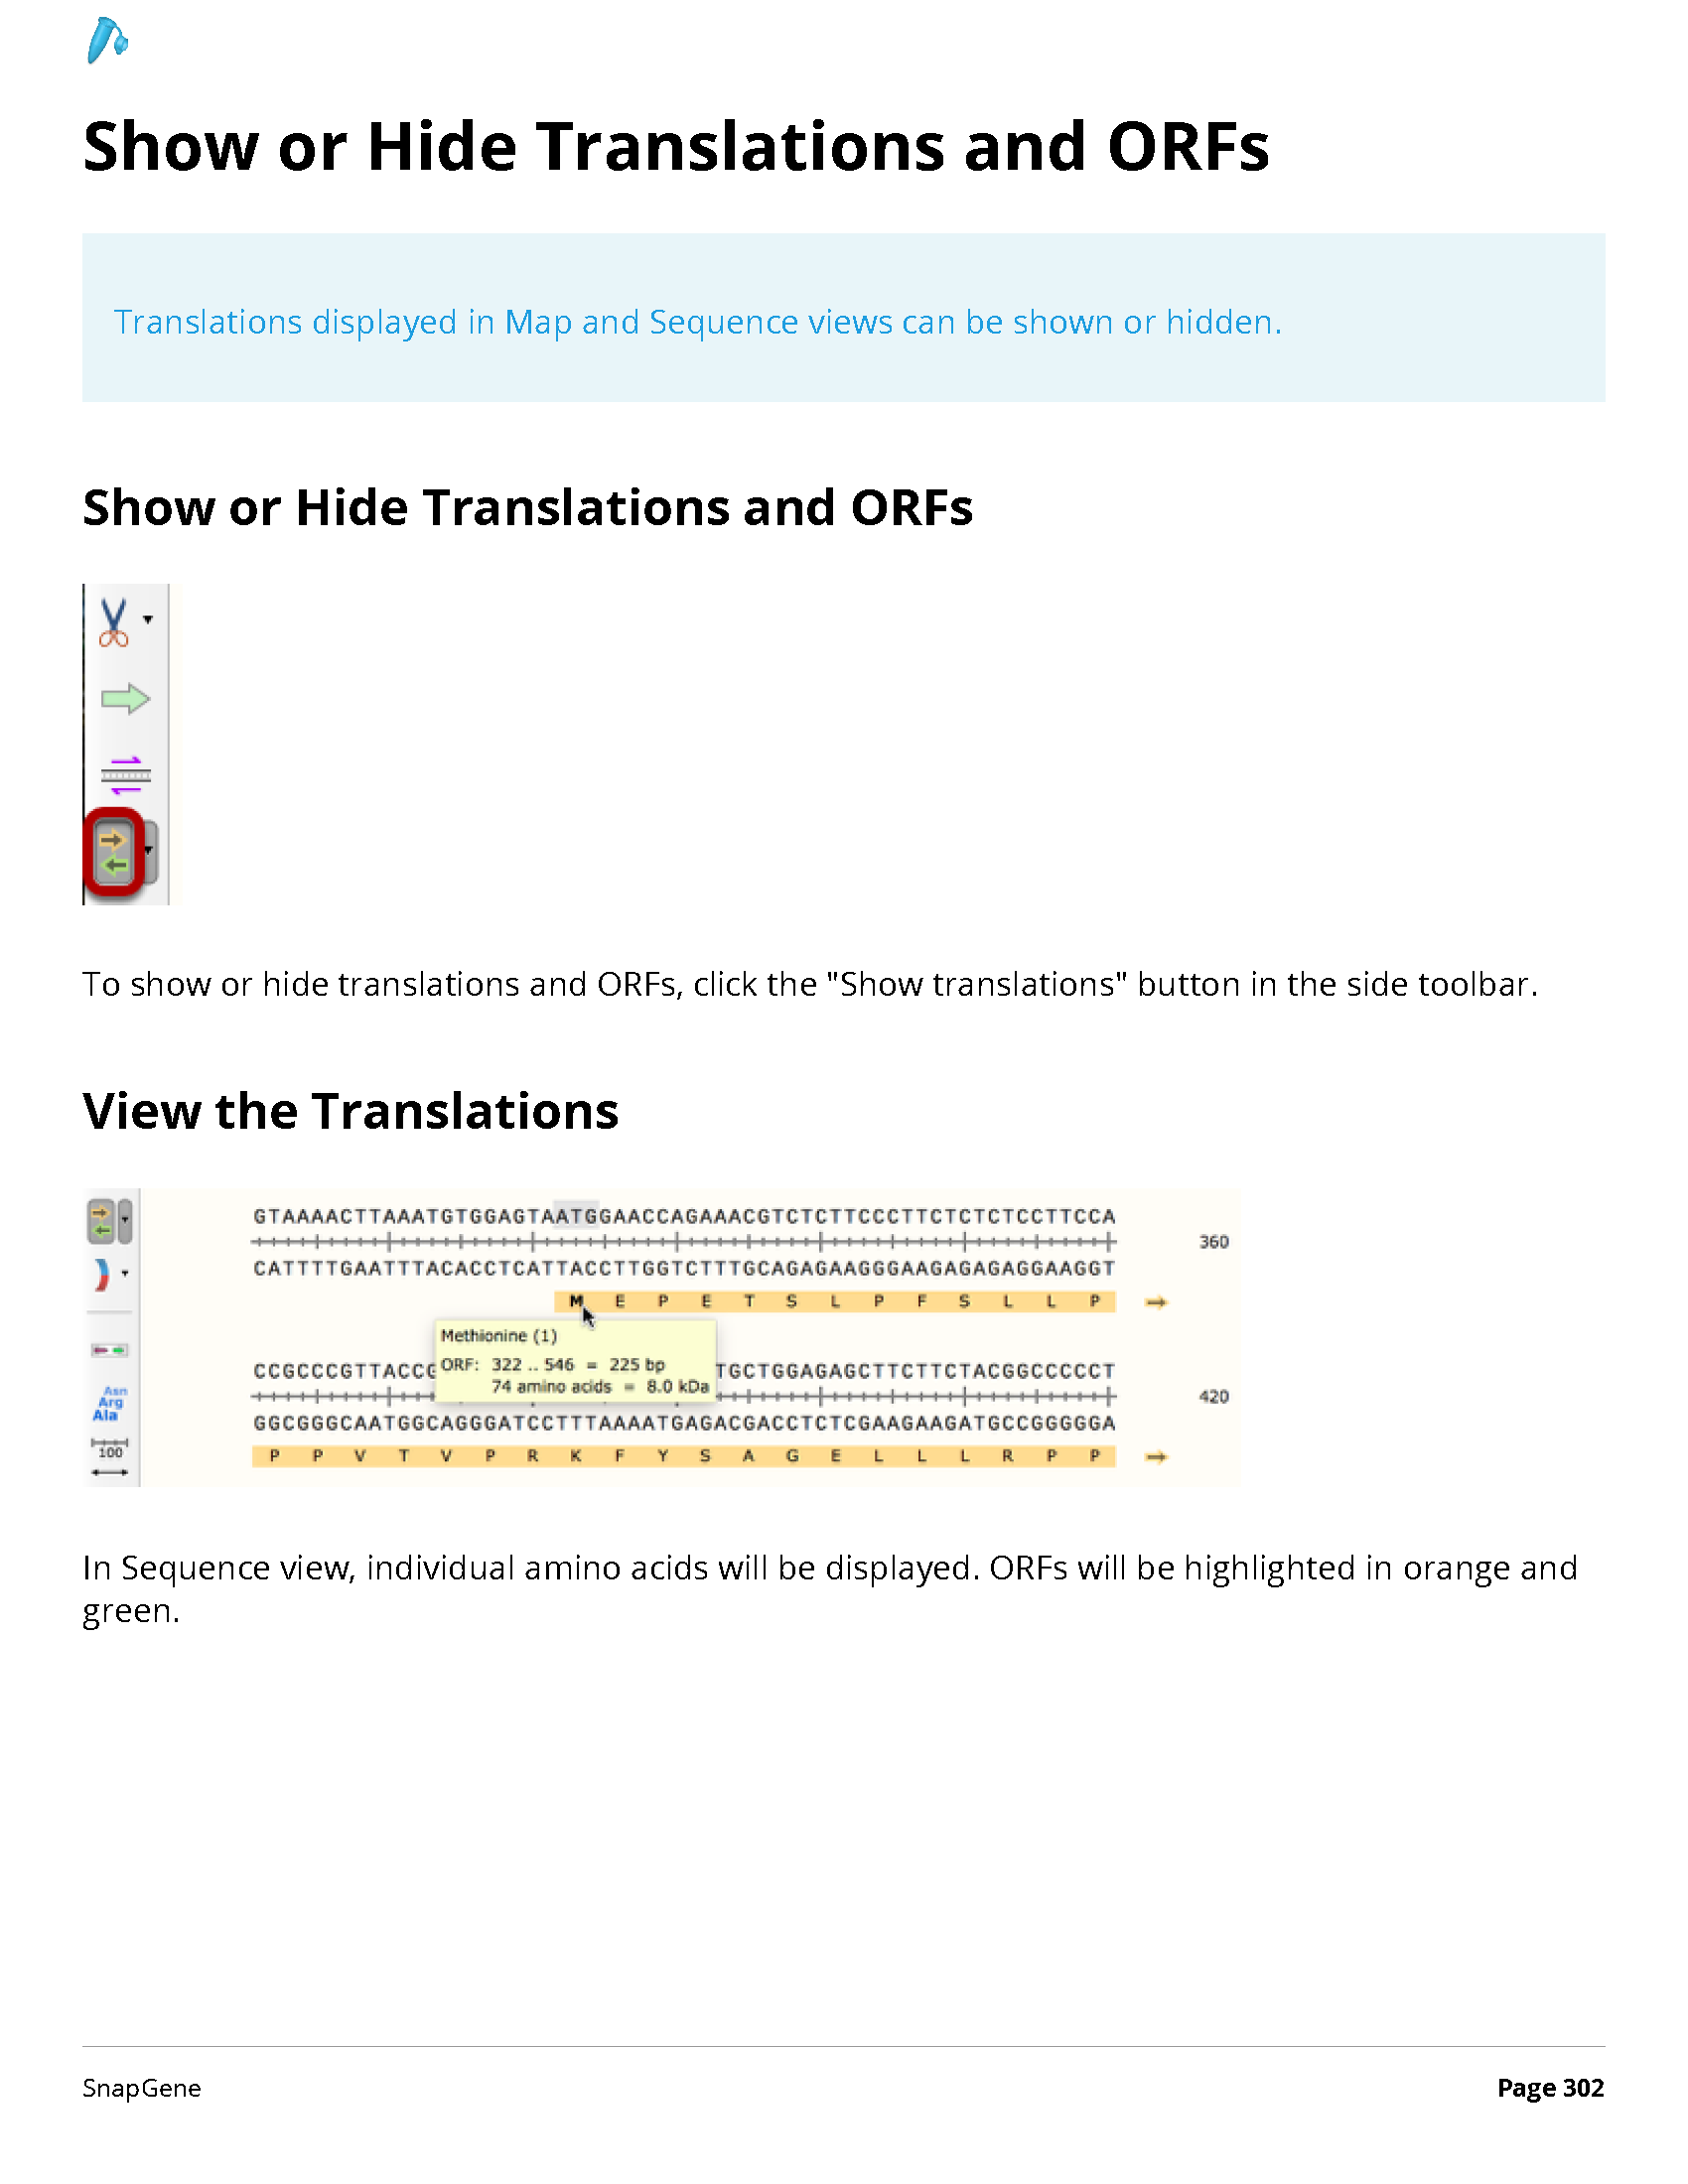 Show or Hide Translations and ORFs
Translations displayed in Map and Sequence views can be shown or hidden.
Show or Hide Translations and ORFs
To show or hide translations and ORFs, click the "Show translations" button in the side toolbar.
View the Translations
GTAAAACTTAAATGTGGAGTAATGGAACCAGAAACGTCTCTTCCCTTCTCTCTCCTTCCA
360
CATTTTGAATTTACACCTCATTACCTTGGTCTTTGCAGAGAAGGGAAGAGAGAGGAAGGT
M E P E T S L P F S L L P
Methionine (1)
ORF: 322 .. 546 = 225 bp
74 amino acids = 8.0 kDa
CCGCCCGTTACCG TGCTGGAGAGCTTCTTCTACGGCCCCCT
420
GGCGGGCAATGGCAGGGATCCTTTAAAATGAGACGACCTCTCGAAGAAGATGCCGGGGGA
P P V T V P R K F Y S A G E L L L R P P
Asn
Arg
Ala
100
In Sequence view, individual amino acids will be displayed. ORFs will be highlighted in orange and
green.
SnapGene
Page 302